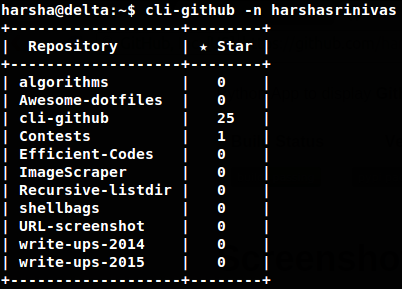 harsha@delta:~$ cli-github -n harshasrinivas
+-------------------+--------+
|  Repository       | ★ Star |
+-------------------+--------+
| algorithms        |   0    |
| Awesome-dotfiles  |   0    |
| cli-github        |   25   |
| Contests          |   1    |
| Efficient-Codes   |   0    |
| ImageScraper      |   0    |
| Recursive-listdir |   0    |
| shellbags         |   0    |
| URL-screenshot    |   0    |
| write-ups-2014    |   0    |
| write-ups-2015    |   0    |
+-------------------+--------+